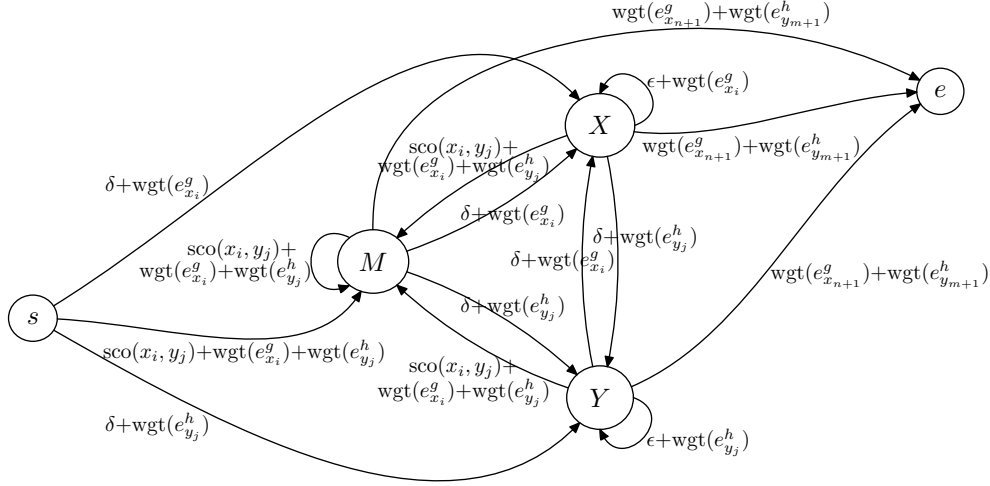 wgt(e^g_{x_{n+1}})+wgt(e^h_{y_{m+1}})
e
ϵ+wgt(e^g_{x_i})
X
sco(x_i, y_j)+
wgt(e^g_{x_i})+wgt(e^h_{y_j})
wgt(e^g_{x_{n+1}})+wgt(e^h_{y_{m+1}})
δ+wgt(e^g_{x_i})
δ+wgt(e^g_{x_i})
δ+wgt(e^h_{y_j})
sco(x_i, y_j)+
wgt(e^g_{x_i})+wgt(e^h_{y_j})
M
δ+wgt(e^g_{x_i})
wgt(e^g_{x_{n+1}})+wgt(e^h_{y_{m+1}})
δ+wgt(e^h_{y_j})
s
sco(x_i, y_j)+wgt(e^g_{x_i})+wgt(e^h_{y_j})
sco(x_i, y_j)+
wgt(e^g_{x_i})+wgt(e^h_{y_j})
Y
δ+wgt(e^h_{y_j})
ϵ+wgt(e^h_{y_j})